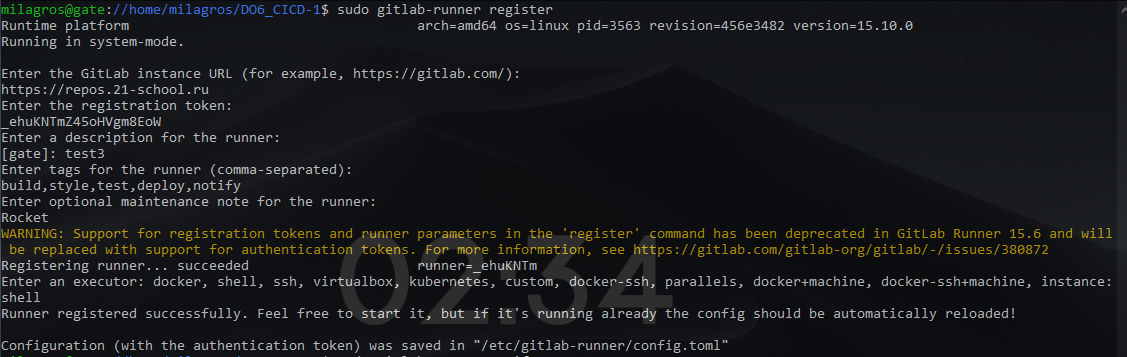 milagros@gate://home/milagros/DO6_CICD-1$ sudo gitlab-runner register
Runtime platform                                    arch=amd64 os=linux pid=3563 revision=456e3482 version=15.10.0
Running in system-mode.

Enter the GitLab instance URL (for example, https://gitlab.com/):
https://repos.21-school.ru
Enter the registration token:
_ehuKNTmZ45oHVgm8EoW
Enter a description for the runner:
[gate]: test3
Enter tags for the runner (comma-separated):
build,style,test,deploy,notify
Enter optional maintenance note for the runner:
Rocket
WARNING: Support for registration tokens and runner parameters in the 'register' command has been deprecated in GitLab Runner 15.6 and will
 be replaced with support for authentication tokens. For more information, see https://gitlab.com/gitlab-org/gitlab/-/issues/380872
Registering runner... succeeded                     runner=_ehuKNTm
Enter an executor: docker, shell, ssh, virtualbox, kubernetes, custom, docker-ssh, parallels, docker+machine, docker-ssh+machine, instance:
shell
Runner registered successfully. Feel free to start it, but if it's running already the config should be automatically reloaded!
02:34

Configuration (with the authentication token) was saved in "/etc/gitlab-runner/config.toml"